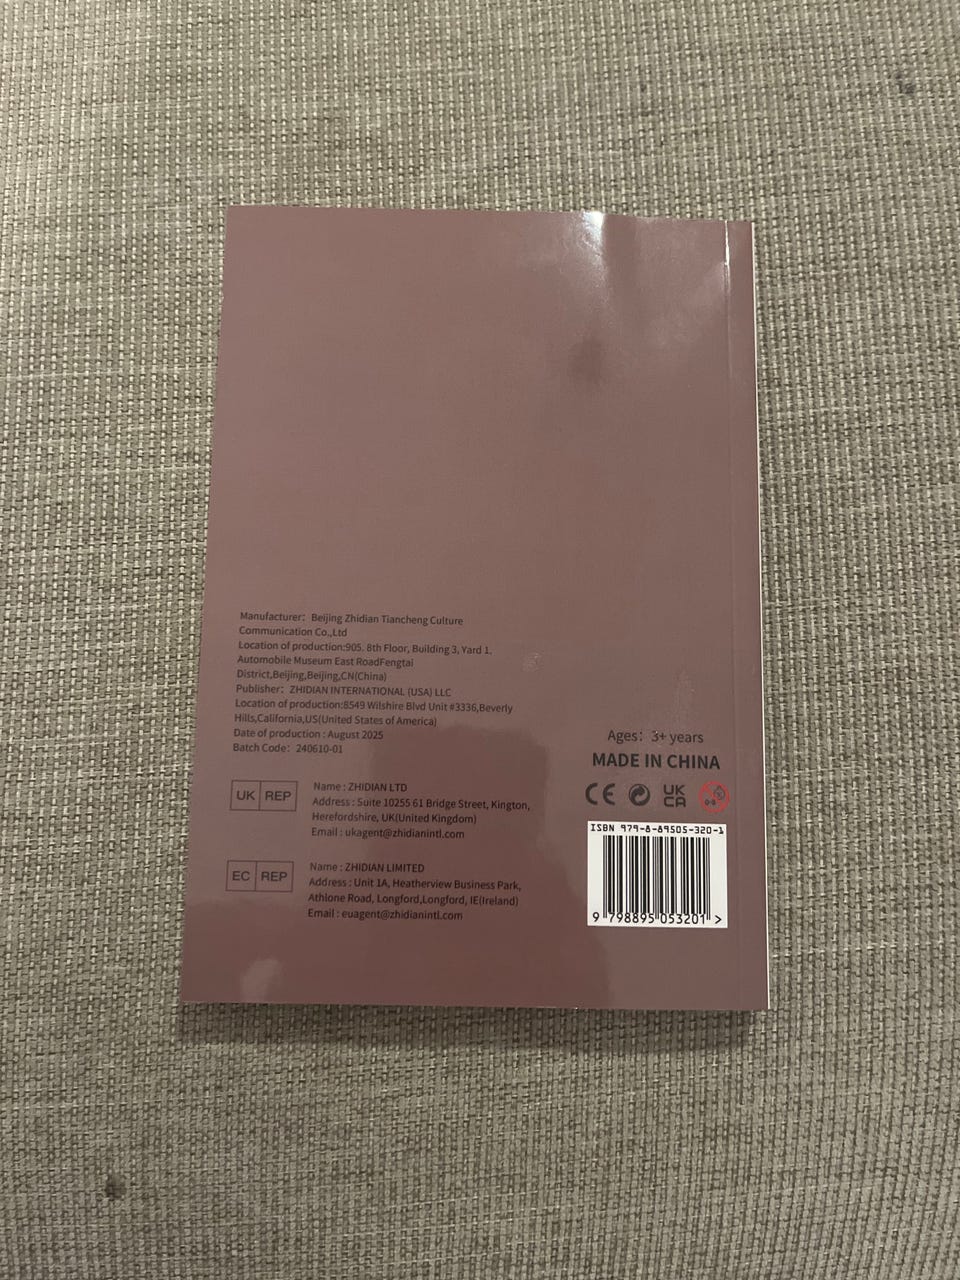 Manufacturer: Beijing Zhidian Tiancheng Culture
Communication Co.,Ltd
Location of production:905. 8th Floor, Building 3, Yard 1,
Automobile Museum East RoadFengtai
District,Beijing,Beijing,CN(China)
Publisher: ZHIDIAN INTERNATIONAL (USA) LLC
Location of production:8549 Wilshire Blvd Unit #3336,Beverly
Hills,California,US(United States of America)
Date of production : August 2025
Batch Code: 240610-01
UK REP
Name : ZHIDIAN LTD
Address : Suite 10255 61 Bridge Street, Kington,
Herefordshire, UK(United Kingdom)
Email : ukagent@zhidianintl.com
EC REP
Name : ZHIDIAN LIMITED
Address : Unit 1A, Heatherview Business Park,
Athlone Road, Longford,Longford, IE(Ireland)
Email : euagent@zhidianintl.com
Ages: 3+ years
MADE IN CHINA
CE
UK
CA
0-3
ISBN 979-8-89505-320-1
9 798895 053201 >